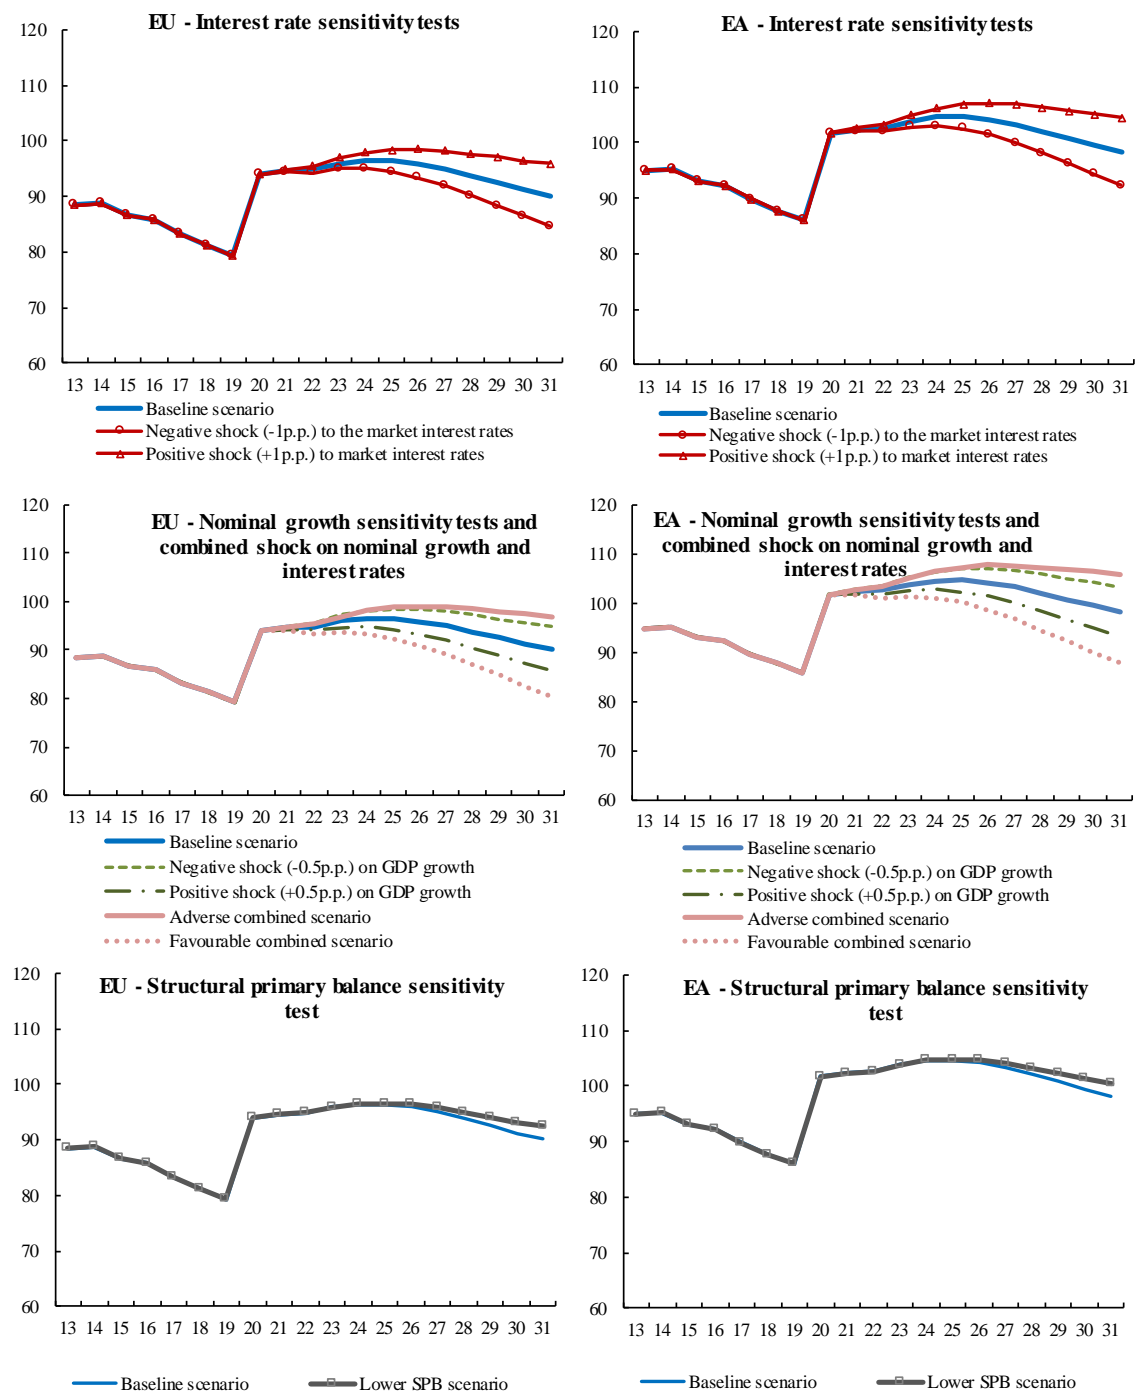 EU - Interest rate sensitivity tests
120
110
100
90
80
70
60
13 14 15 16 17 18 19 20 21 22 23 24 25 26 27 28 29 30 31
Baseline scenario
Negative shock (-1p.p.) to the market interest rates
Positive shock (+1p.p.) to market interest rates
EA - Interest rate sensitivity tests
120
110
100
90
80
70
60
13 14 15 16 17 18 19 20 21 22 23 24 25 26 27 28 29 30 31
Baseline scenario
Negative shock (-1p.p.) to the market interest rates
Positive shock (+1p.p.) to market interest rates
EU - Nominal growth sensitivity tests and
combined shock on nominal growth and
interest rates
120
110
100
90
80
70
60
13 14 15 16 17 18 19 20 21 22 23 24 25 26 27 28 29 30 31
Baseline scenario
Negative shock (-0.5p.p.) on GDP growth
Positive shock (+0.5p.p.) on GDP growth
Adverse combined scenario
Favourable combined scenario
EA - Nominal growth sensitivity tests and
combined shock on nominal growth and
interest rates
120
110
100
90
80
70
60
13 14 15 16 17 18 19 20 21 22 23 24 25 26 27 28 29 30 31
Baseline scenario
Negative shock (-0.5p.p.) on GDP growth
Positive shock (+0.5p.p.) on GDP growth
Adverse combined scenario
Favourable combined scenario
EU - Structural primary balance sensitivity
test
120
110
100
90
80
70
60
13 14 15 16 17 18 19 20 21 22 23 24 25 26 27 28 29 30 31
Baseline scenario
Lower SPB scenario
EA - Structural primary balance sensitivity
test
120
110
100
90
80
70
60
13 14 15 16 17 18 19 20 21 22 23 24 25 26 27 28 29 30 31
Baseline scenario
Lower SPB scenario